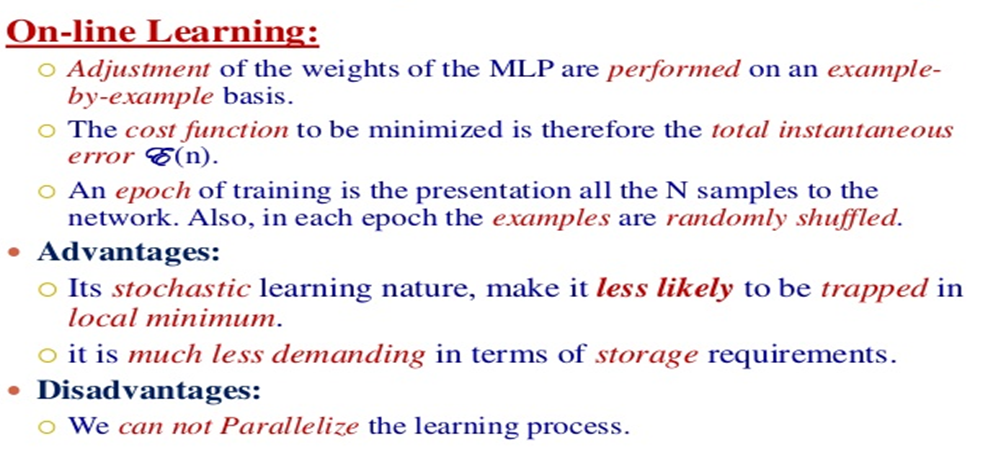 On-line Learning:
○ Adjustment of the weights of the MLP are performed on an example-
by-example basis.
○ The cost function to be minimized is therefore the total instantaneous
error ℰ(n).
○ An epoch of training is the presentation all the N samples to the
network. Also, in each epoch the examples are randomly shuffled.
• Advantages:
○ Its stochastic learning nature, make it less likely to be trapped in
local minimum.
○ it is much less demanding in terms of storage requirements.
• Disadvantages:
○ We can not Parallelize the learning process.